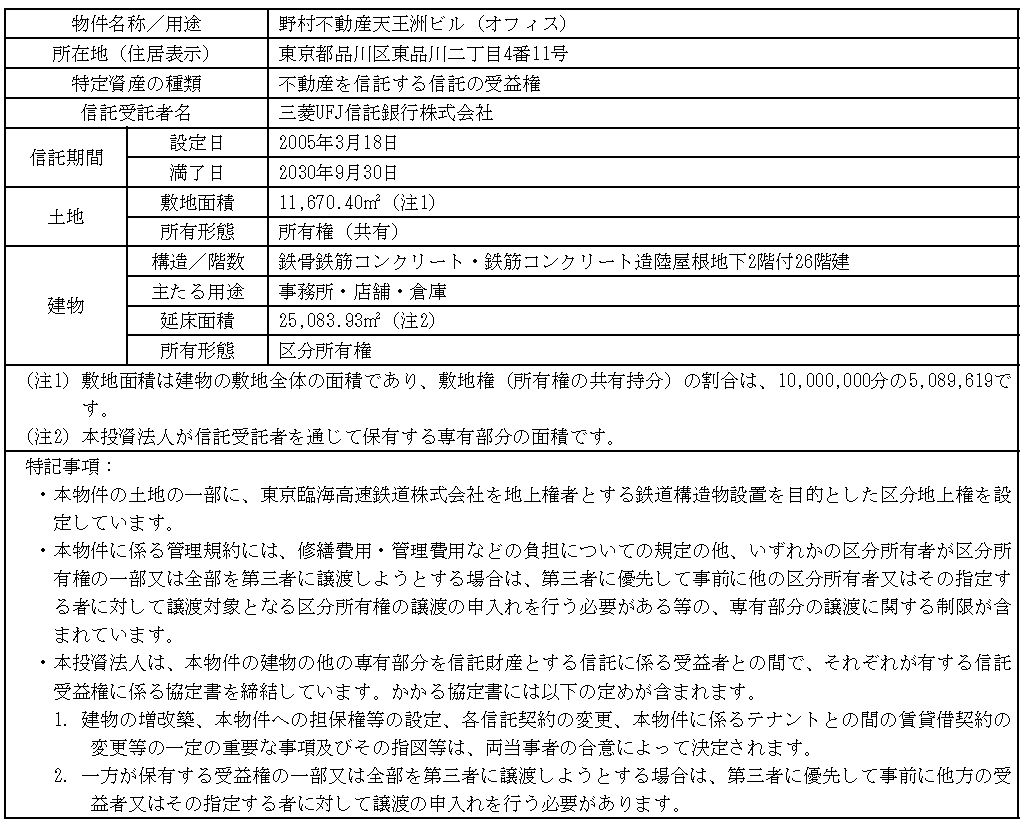 物件名称／用途 野村不動産天王洲ビル（オフィス）
所在地（住居表示） 東京都品川区東品川二丁目4番11号
特定資産の種類 不動産を信託する信託の受益権
信託受託者名 三菱UFJ信託銀行株式会社
信託期間 設定日 2005年3月18日
満了日 2030年9月30日
土地 敷地面積 11,670.40㎡（注1）
所有形態 所有権（共有）
建物 構造／階数 鉄骨鉄筋コンクリート・鉄筋コンクリート造陸屋根地下2階付26階建
主たる用途 事務所・店舗・倉庫
延床面積 25,083.93㎡（注2）
所有形態 区分所有権
（注1）敷地面積は建物の敷地全体の面積であり、敷地権（所有権の共有持分）の割合は、10,000,000分の5,089,619で
す。
（注2）本投資法人が信託受託者を通じて保有する専有部分の面積です。
特記事項：
・本物件の土地の一部に、東京臨海高速鉄道株式会社を地上権者とする鉄道構造物設置を目的とした区分地上権を設
定しています。
・本物件に係る管理規約には、修繕費用・管理費用などの負担についての規定の他、いずれかの区分所有者が区分所
有権の一部又は全部を第三者に譲渡しようとする場合は、第三者に優先して事前に他の区分所有者又はその指定す
る者に対して譲渡対象となる区分所有権の譲渡の申入れを行う必要がある等の、専有部分の譲渡に関する制限が含
まれています。
・本投資法人は、本物件の建物の他の専有部分を信託財産とする信託に係る受益者との間で、それぞれが有する信託
受益権に係る協定書を締結しています。かかる協定書には以下の定めが含まれます。
1. 建物の増改築、本物件への担保権等の設定、各信託契約の変更、本物件に係るテナントとの間の賃貸借契約の
変更等の一定の重要な事項及びその指図等は、両当事者の合意によって決定されます。
2. 一方が保有する受益権の一部又は全部を第三者に譲渡しようとする場合は、第三者に優先して事前に他方の受
益者又はその指定する者に対して譲渡の申入れを行う必要があります。